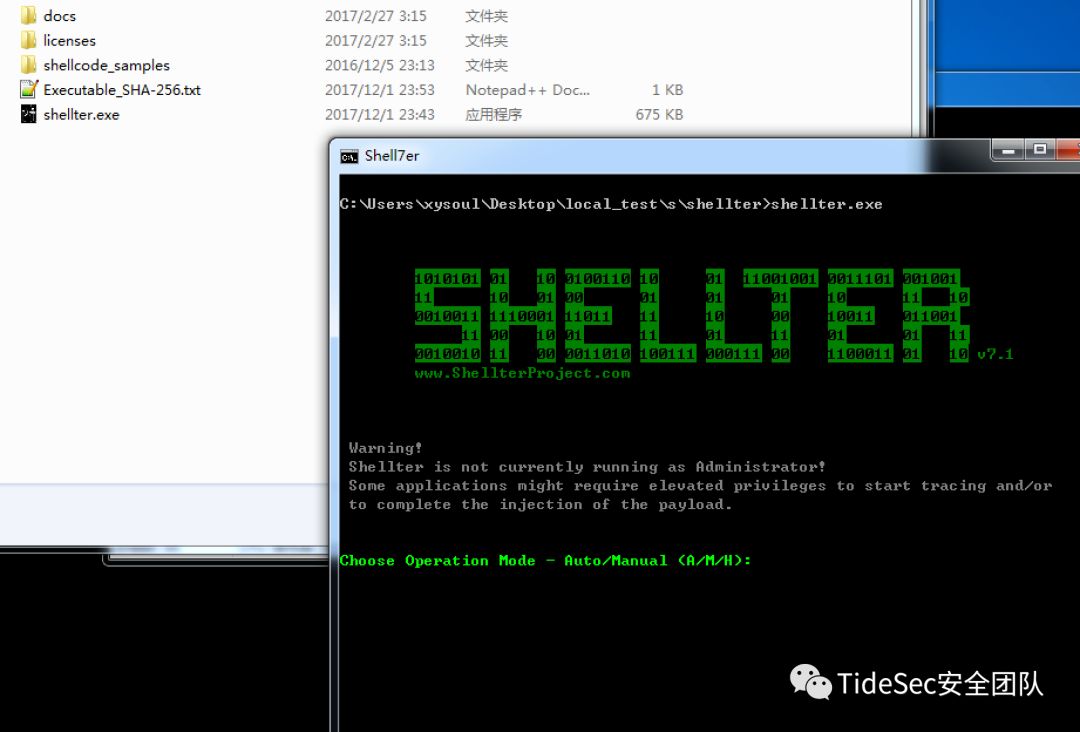 docs 2017/2/27 3:15 文件夹
licenses 2017/2/27 3:15 文件夹
shellcode_samples 2016/12/5 23:13 文件夹
Executable_SHA-256.txt 2017/12/1 23:53 Notepad++ Doc... 1 KB
shellter.exe 2017/12/1 23:43 应用程序 675 KB
Shell7er
C:\Users\xysoul\Desktop\local_test\s\shellter>shellter.exe
1010101 01 10 0100110 10 01 11001001 0011101 001001
11 10 01 00 01 01 01 10 11 10
0010011 1110001 11011 11 10 00 10011 011001
11 00 10 01 11 01 11 01 01 11
0010010 11 00 0011010 100111 000111 00 1100011 01 10 v7.1
www.ShellterProject.com
Warning!
Shellter is not currently running as Administrator!
Some applications might require elevated privileges to start tracing and/or
to complete the injection of the payload.
Choose Operation Mode - Auto/Manual (A/M/H):
TideSec安全团队